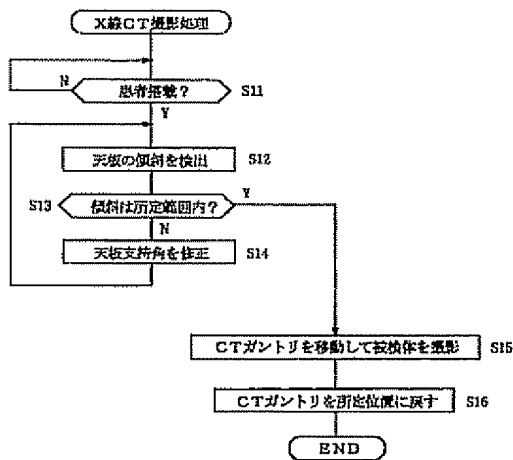 X線CT撮影処理
N
患者搭載?
S11
Y
天板の傾斜を検出
S12
S13
傾斜は所定範囲内?
Y
N
天板支持角を修正
S14
CTガントリを移動して被検体を撮影
S15
CTガントリを所定位置に戻す
S16
END